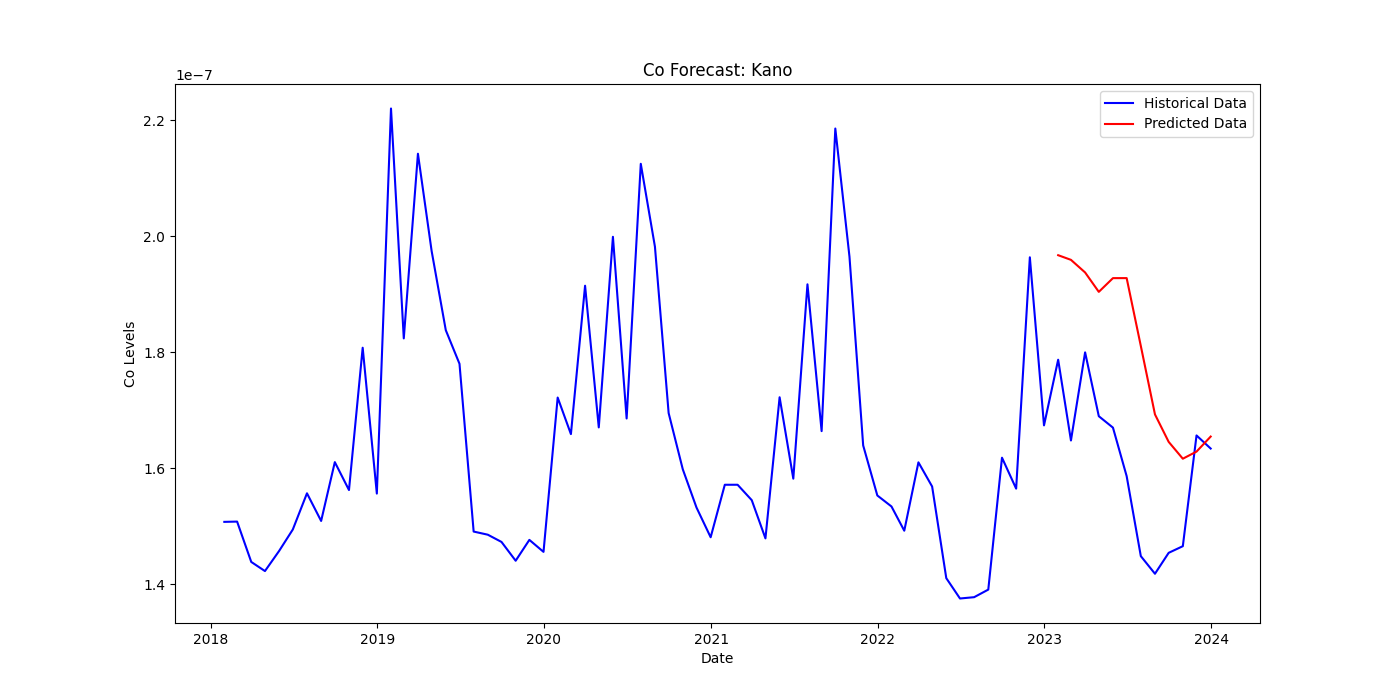 Co Forecast: Kano
1e−7
Historical Data
Predicted Data
2.2
2.0
1.8
1.6
1.4
Co Levels
2018 2019 2020 2021 2022 2023 2024
Date